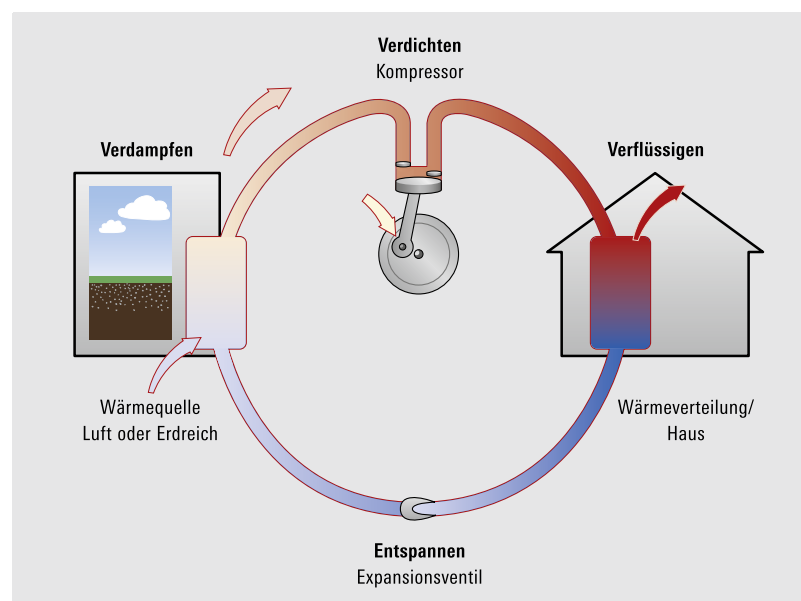 Verdichten
Kompressor
Verdampfen
Verflüssigen
Wärmequelle
Luft oder Erdreich
Wärmeverteilung/
Haus
Entspannen
Expansionsventil